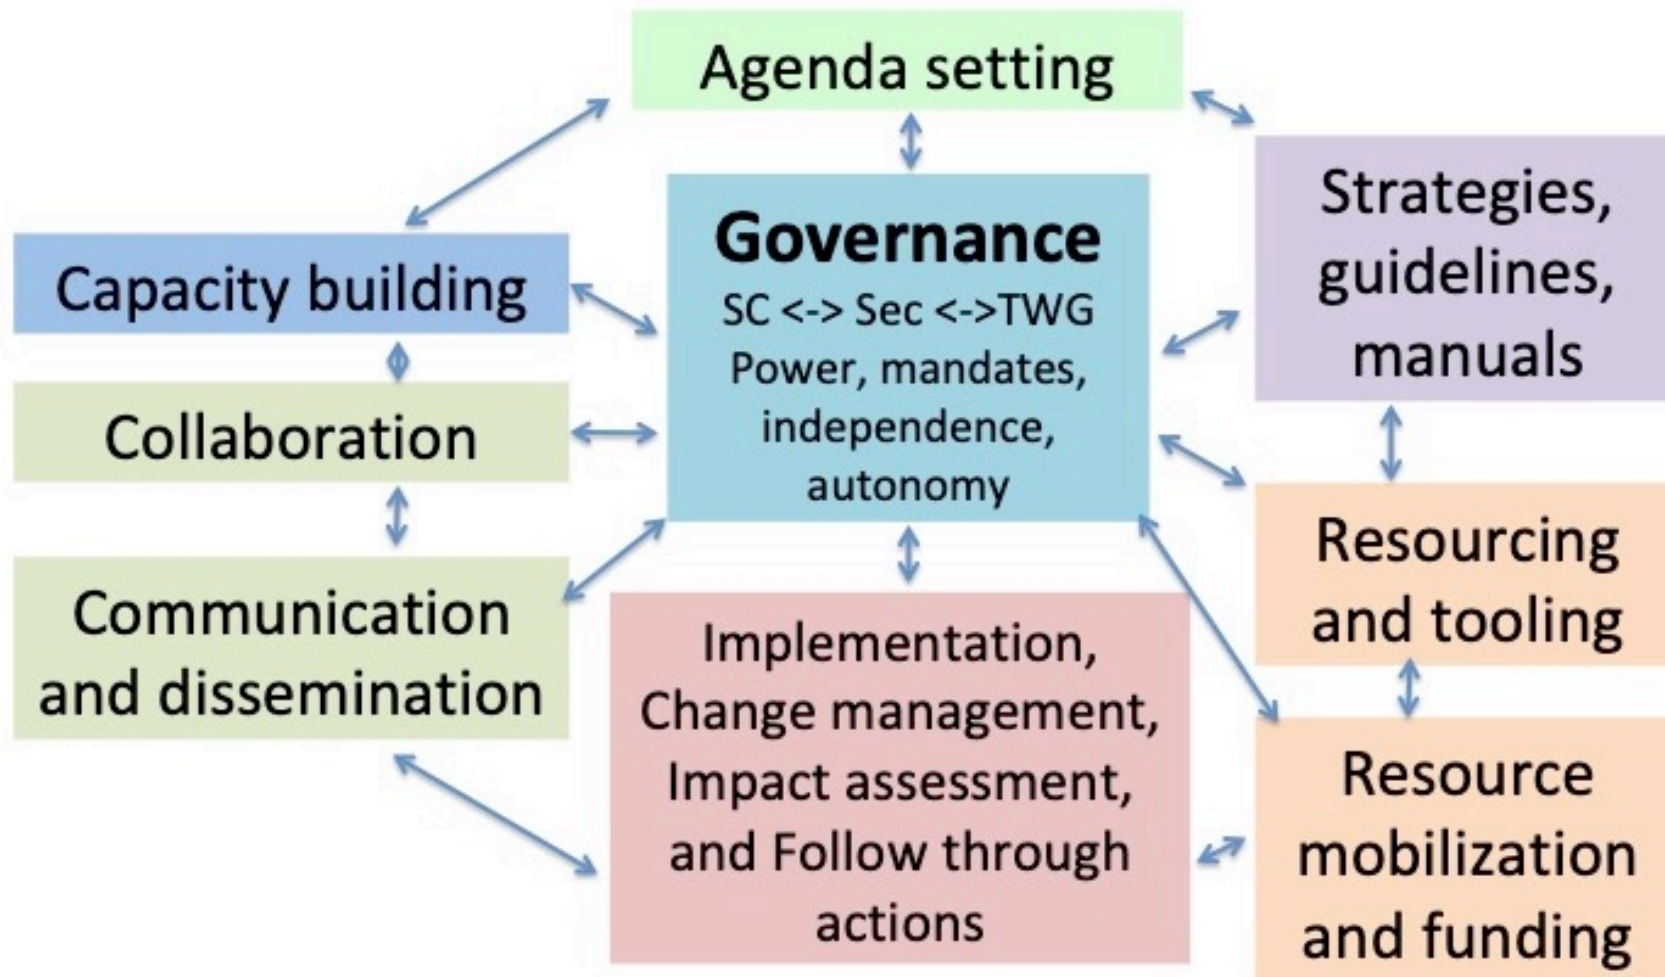 Agenda setting
Capacity building
Collaboration
Communication
and dissemination
Governance
SC <-> Sec <->TWG
Power, mandates,
independence,
autonomy
Implementation,
Change management,
Impact assessment,
and Follow through
actions
Strategies,
guidelines,
manuals
Resourcing
and tooling
Resource
mobilization
and funding